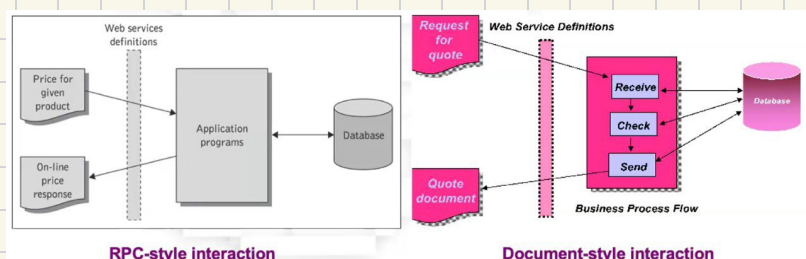 Web services
definitions
Price for
given
product
Application
programs
Database
On-line
price
response
RPC-style interaction
Request
for
quote
Web Service Definitions
Receive
Check
Send
Database
Quote
document
Business Process Flow
Document-style interaction